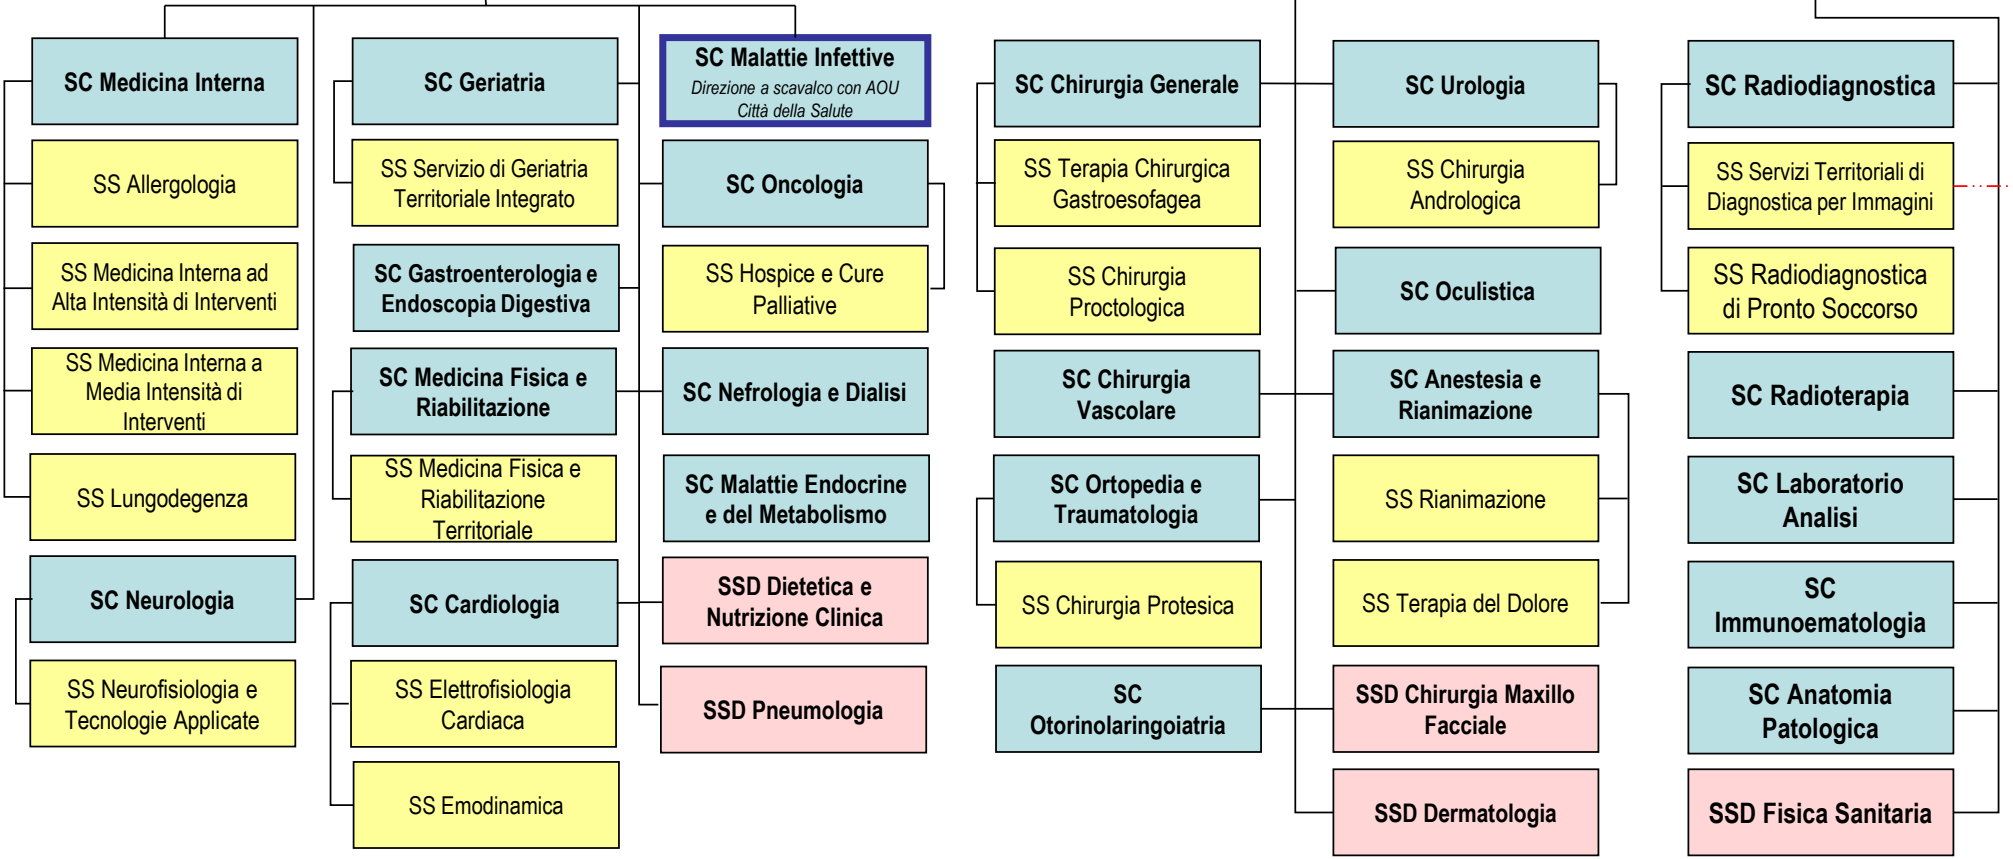 SC Medicina Interna
SS Allergologia
SS Medicina Interna ad
Alta Intensità di Interventi
SS Medicina Interna a
Media Intensità di
Interventi
SS Lungodegenza
SC Neurologia
SS Neurofisiologia e
Tecnologie Applicate
SC Geriatria
SS Servizio di Geriatria
Territoriale Integrato
SC Gastroenterologia e
Endoscopia Digestiva
SC Medicina Fisica e
Riabilitazione
SS Medicina Fisica e
Riabilitazione
Territoriale
SC Cardiologia
SS Elettrofisiologia
Cardiaca
SS Emodinamica
SC Malattie Infettive
Direzione a scavalco con AOU
Città della Salute
SC Oncologia
SS Hospice e Cure
Palliative
SC Nefrologia e Dialisi
SC Malattie Endocrine
e del Metabolismo
SSD Dietetica e
Nutrizione Clinica
SSD Pneumologia
SC Chirurgia Generale
SS Terapia Chirurgica
Gastroesofagea
SS Chirurgia
Proctologica
SC Chirurgia
Vascolare
SC Ortopedia e
Traumatologia
SS Chirurgia Protesica
SC
Otorinolaringoiatria
SC Urologia
SS Chirurgia
Andrologica
SC Oculistica
SC Anestesia e
Rianimazione
SS Rianimazione
SS Terapia del Dolore
SSD Chirurgia Maxillo
Facciale
SSD Dermatologia
SC Radiodiagnostica
SS Servizi Territoriali di
Diagnostica per Immagini
SS Radiodiagnostica
di Pronto Soccorso
SC Radioterapia
SC Laboratorio
Analisi
SC
Immunoematologia
SC Anatomia
Patologica
SSD Fisica Sanitaria